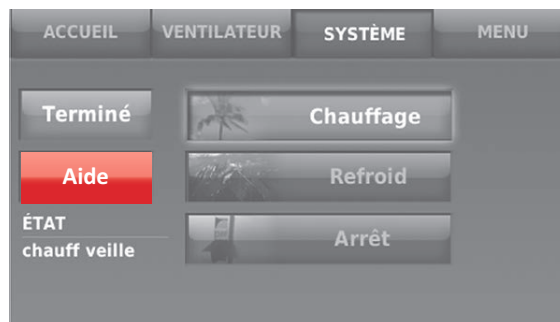 ACCUEIL VENTILATEUR SYSTÈME MENU
Terminé Chauffage
Aide Refroid
ÉTAT
chauff veille
Arrêt